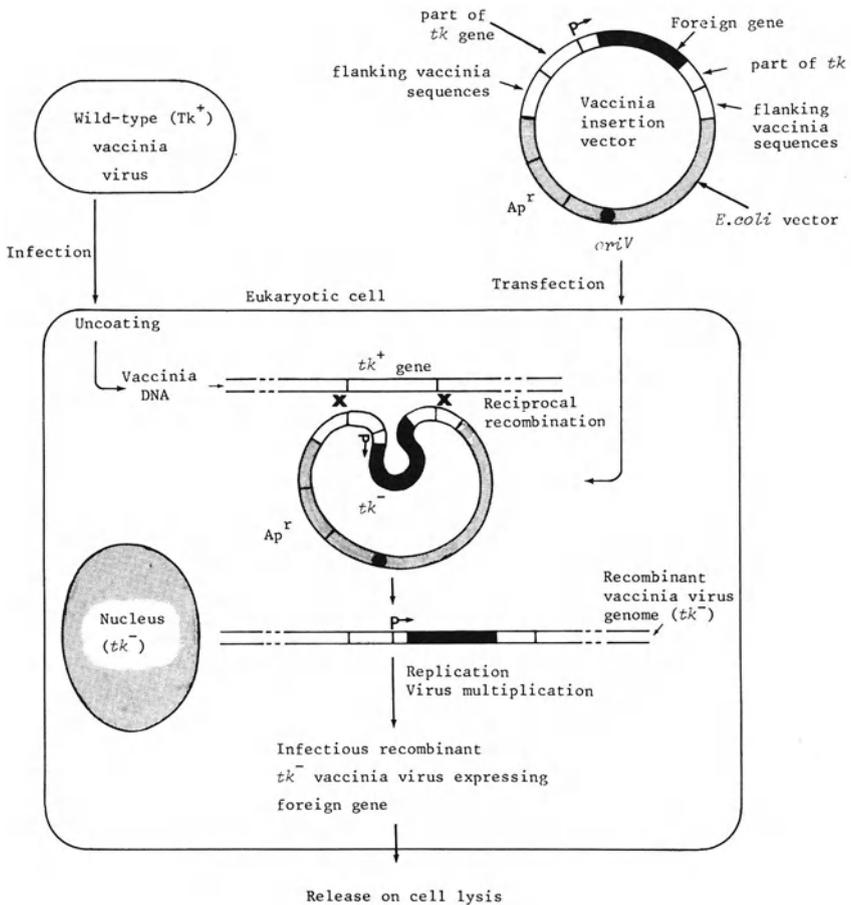 part of
tk gene
P
Foreign gene
flanking vaccinia
sequences
part of tk
Wild-type (Tk+)
vaccinia
virus
Vaccinia
insertion
vector
flanking
vaccinia
sequences
Apr
E.coli vector
oriV
Infection
Transfection
Eukaryotic cell
Uncoating
tk+ gene
Vaccinia
DNA
x
x
Reciprocal
recombination
P
tk-
Apr
Nucleus
(tk-)
P
Recombinant
vaccinia virus
genome (tk-)
Replication
Virus multiplication
Infectious recombinant
tk- vaccinia virus expressing
foreign gene
Release on cell lysis